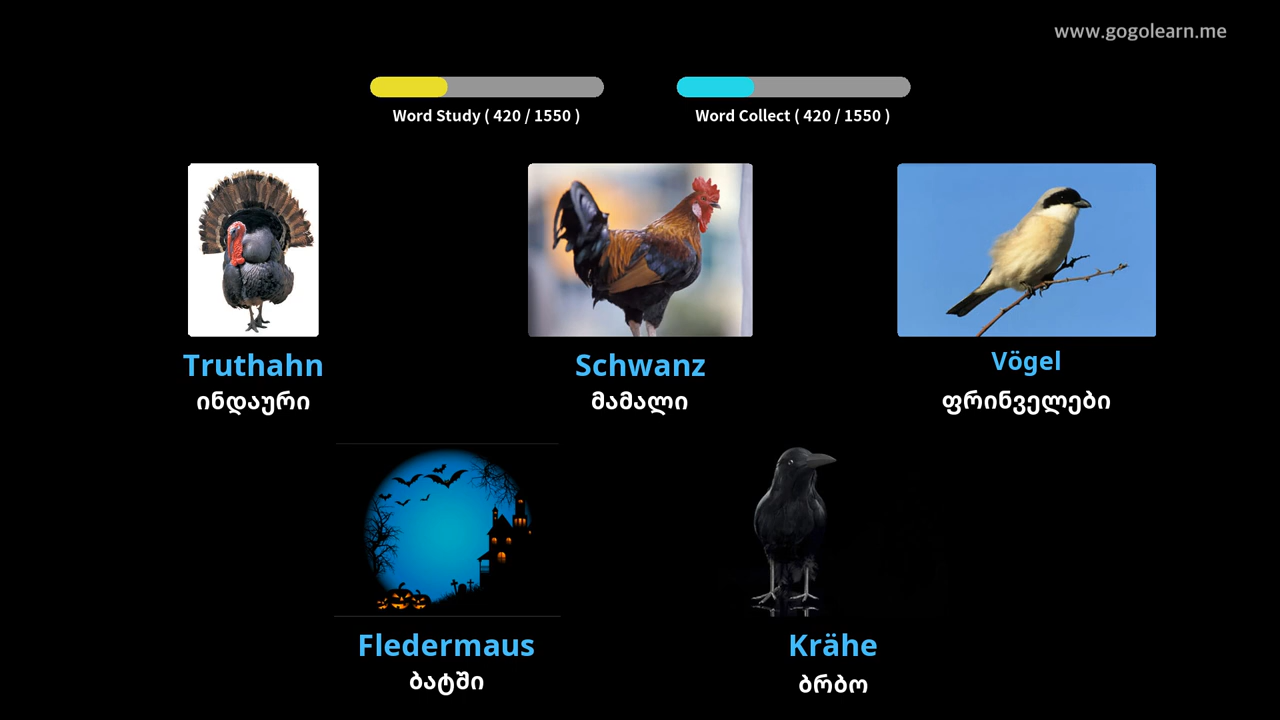 www.gogolearn.me
Word Study ( 420 / 1550 )
Word Collect ( 420 / 1550 )
Truthahn
ინდაური
Schwanz
მამალი
Vögel
ფრინველები
Fledermaus
ბატში
Krähe
ბრბო